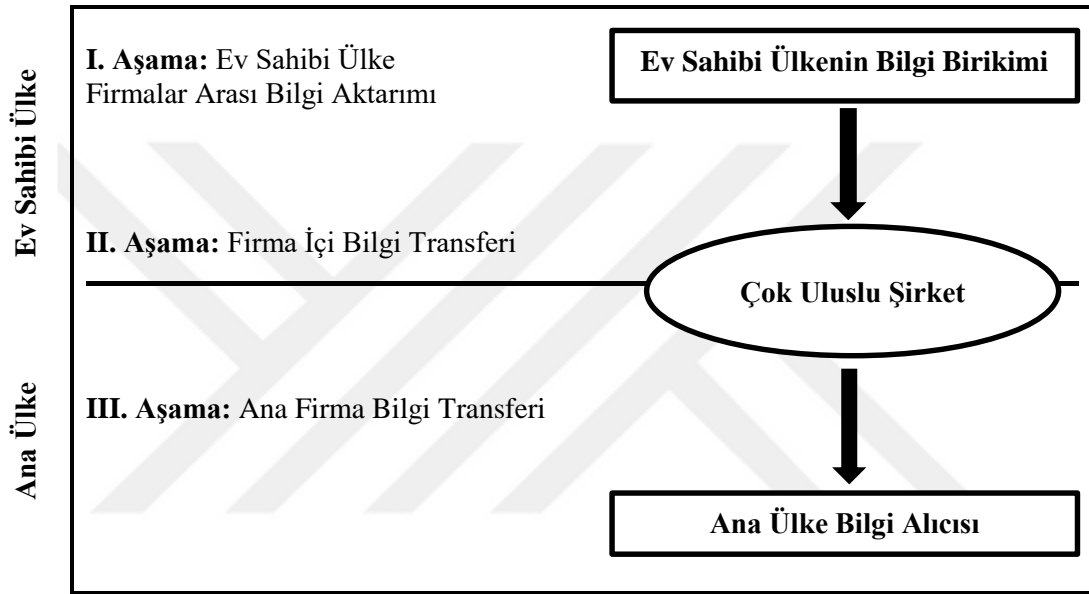 Ev Sahibi Ülke
I. Aşama: Ev Sahibi Ülke
Firmalar Arası Bilgi Aktarımı
Ev Sahibi Ülkenin Bilgi Birikimi
II. Aşama: Firma İçi Bilgi Transferi
Çok Uluslu Şirket
Ana Ülke
III. Aşama: Ana Firma Bilgi Transferi
Ana Ülke Bilgi Alıcısı